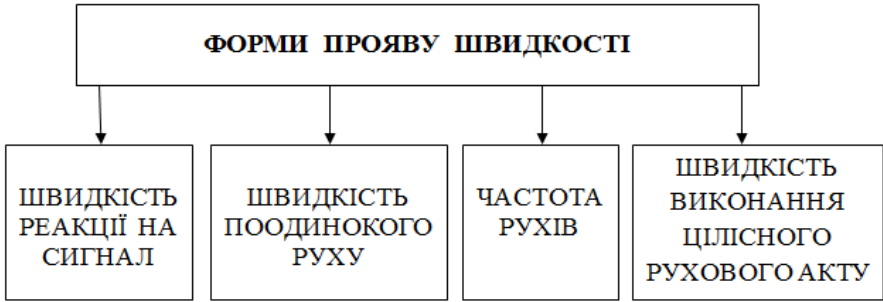 ФОРМИ ПРОЯВУ ШВИДКОСТІ
ШВИДКІСТЬ
РЕАКЦІЇ НА
СИГНАЛ
ШВИДКІСТЬ
ПООДИНОКОГО
РУХУ
ЧАСТОТА
РУХІВ
ШВИДКІСТЬ
ВИКОНАННЯ
ЦІЛІСНОГО
РУХОВОГО АКТУ